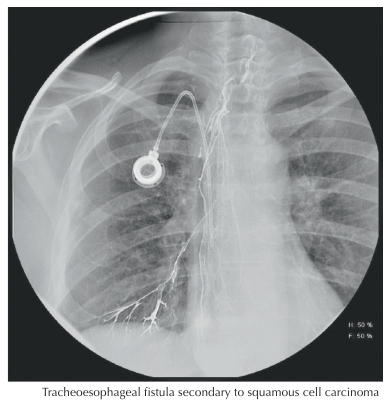 H: 50 %
F: 50 %
Tracheoesophageal fistula secondary to squamous cell carcinoma